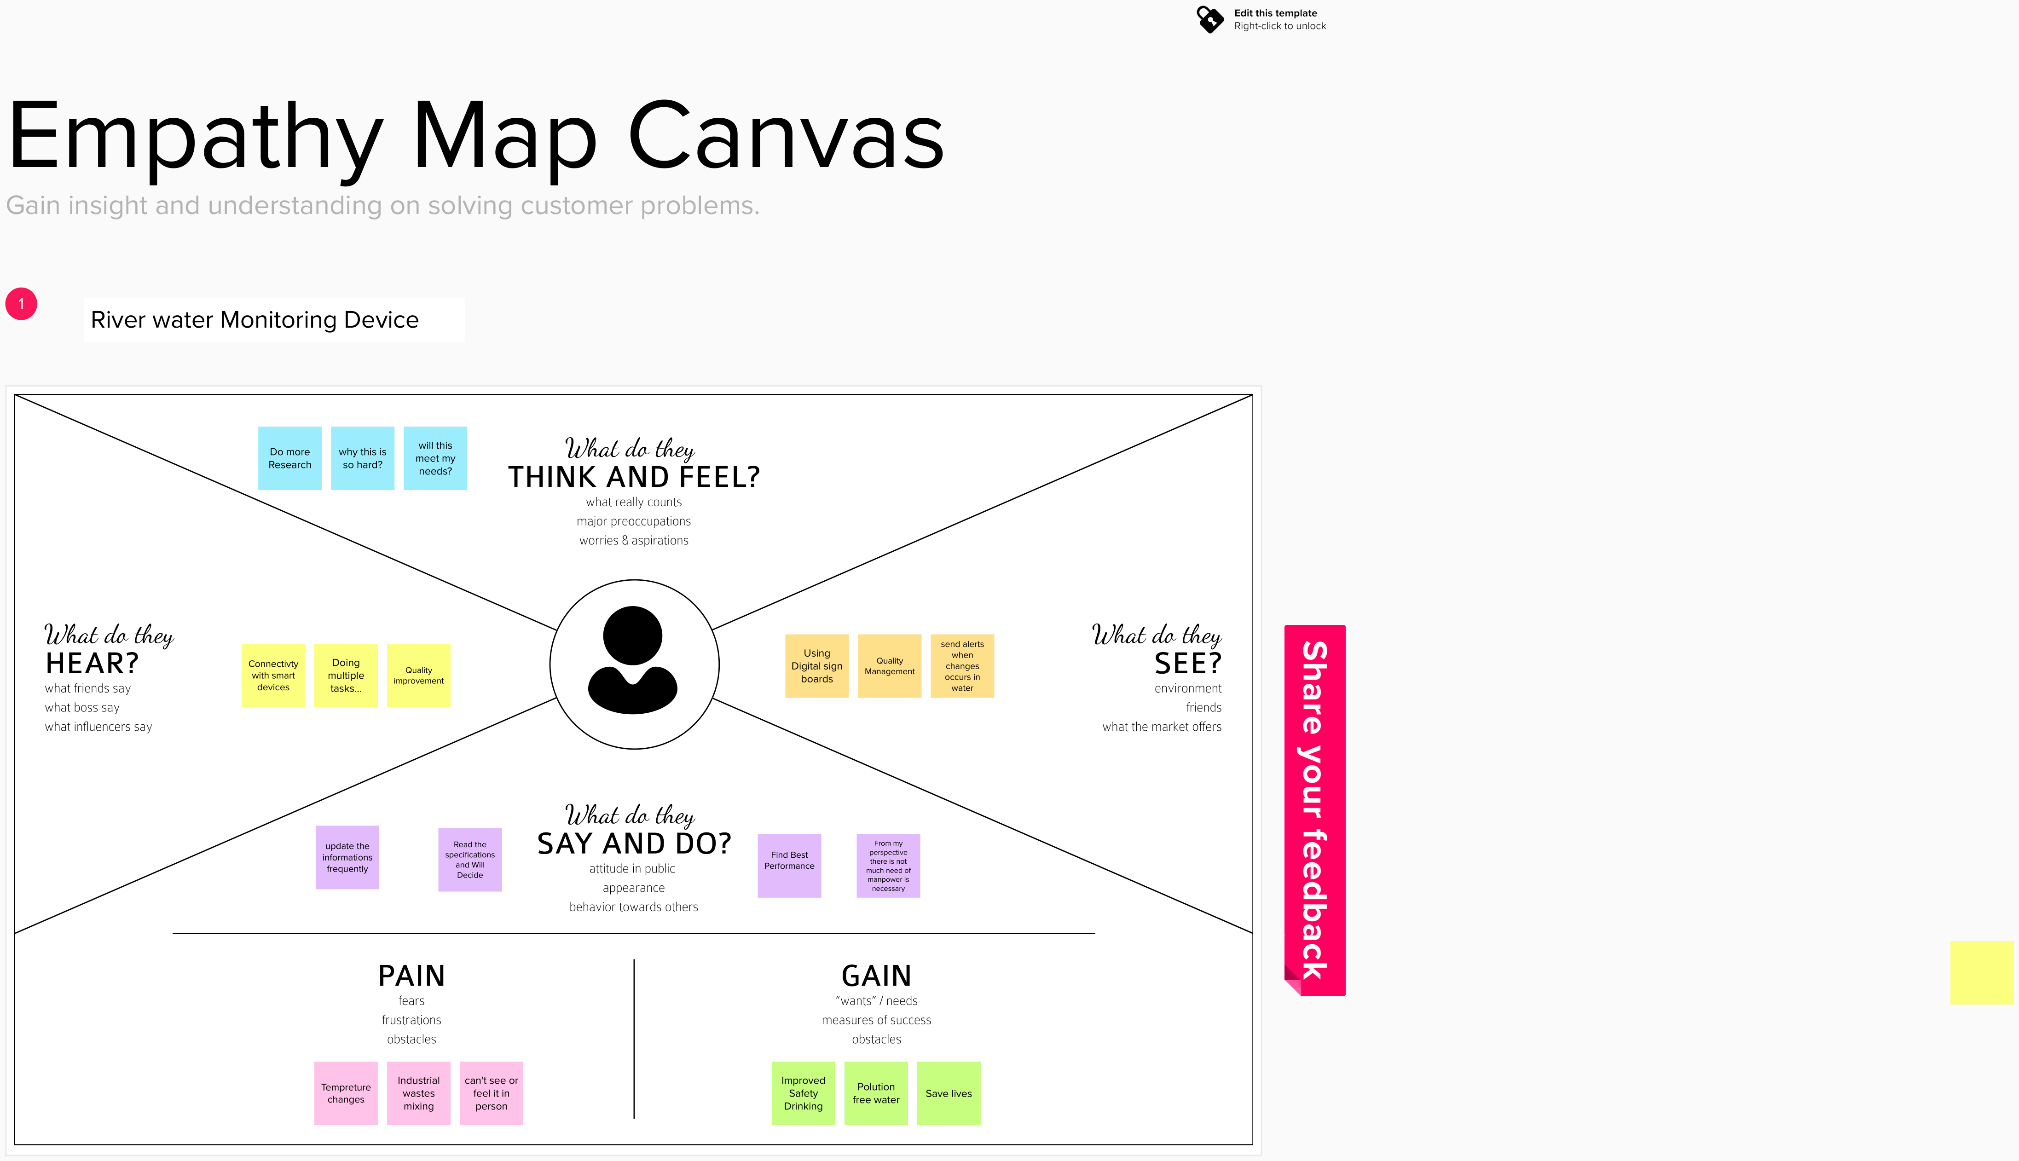 Edit this template
Right-click to unlock
Empathy Map Canvas
Gain insight and understanding on solving customer problems.
1
River water Monitoring Device
Do more
Research
why this is
so hard?
will this
meet my
needs?
What do they
THINK AND FEEL?
what really counts
major preoccupations
worries & aspirations
What do they
HEAR?
what friends say
what boss say
what influencers say
Connectivty
with smart
devices
Doing
multiple
tasks...
Quality
improvement
Using
Digital sign
boards
Quality
Management
send alerts
when
changes
occurs in
water
What do they
SEE?
environment
friends
what the market offers
update the
informations
frequently
Read the
specifications
and Will
Decide
What do they
SAY AND DO?
attitude in public
appearance
behavior towards others
Find Best
Performance
From my
perspective
there is not
much need of
manpower is
necessary
PAIN
fears
frustrations
obstacles
Tempreture
changes
Industrial
wastes
mixing
can't see or
feel it in
person
GAIN
"wants" / needs
measures of success
obstacles
Improved
Safety
Drinking
Polution
free water
Save lives
Share your feedback